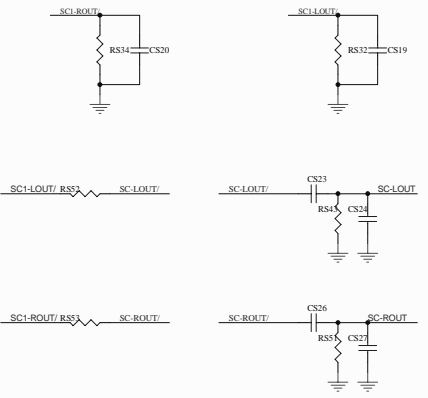 SC1-ROUT/ SC1-LOUT/
RS34 CS20 RS32 CS19
CS23
SC1-LOUT/ RS52 SC-LOUT/ SC-LOUT/ SC-LOUT
RS43 CS24
CS26
SC1-ROUT/ RS53 SC-ROUT/ SC-ROUT/ SC-ROUT
RS51 CS27